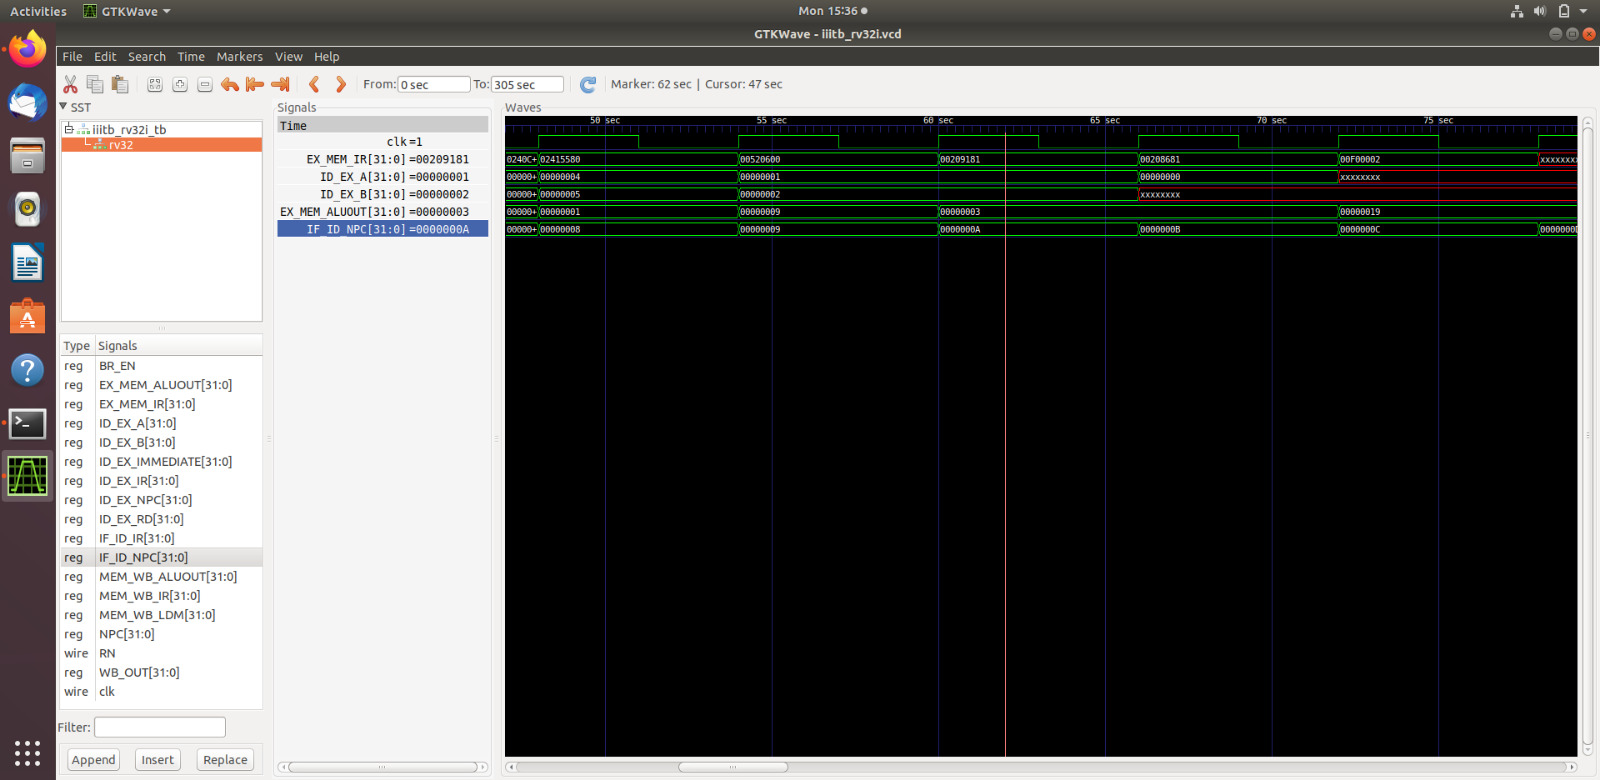 Activities GTKWave Mon 15:36
GTKWave - iiitb_rv32i.vcd
File Edit Search Time Markers View Help
From: 0 sec To: 305 sec Marker: 62 sec | Cursor: 47 sec
SST
iiitb_rv32i_tb
rv32
Type Signals
reg BR_EN
reg EX_MEM_ALUOUT[31:0]
reg EX_MEM_IR[31:0]
reg ID_EX_A[31:0]
reg ID_EX_B[31:0]
reg ID_EX_IMMEDIATE[31:0]
reg ID_EX_IR[31:0]
reg ID_EX_NPC[31:0]
reg ID_EX_RD[31:0]
reg IF_ID_IR[31:0]
reg IF_ID_NPC[31:0]
reg MEM_WB_ALUOUT[31:0]
reg MEM_WB_IR[31:0]
reg MEM_WB_LDM[31:0]
reg NPC[31:0]
wire RN
reg WB_OUT[31:0]
wire clk
Filter:
Append Insert Replace
Signals
Time
clk=1
EX_MEM_IR[31:0]=00209181
ID_EX_A[31:0]=00000001
ID_EX_B[31:0]=00000002
EX_MEM_ALUOUT[31:0]=00000003
IF_ID_NPC[31:0]=0000000A
Waves
50 sec 55 sec 60 sec 65 sec 70 sec 75 sec
0240C+ 02415580 00520600 00209181 00208681 00F00002 xxxxxxxx
00000+ 00000004 00000001 00000000 xxxxxxxx
00000+ 00000005 00000002 xxxxxxxx
00000+ 00000001 00000009 00000003 00000019
00000+ 00000008 00000009 0000000A 0000000B 0000000C 0000000D